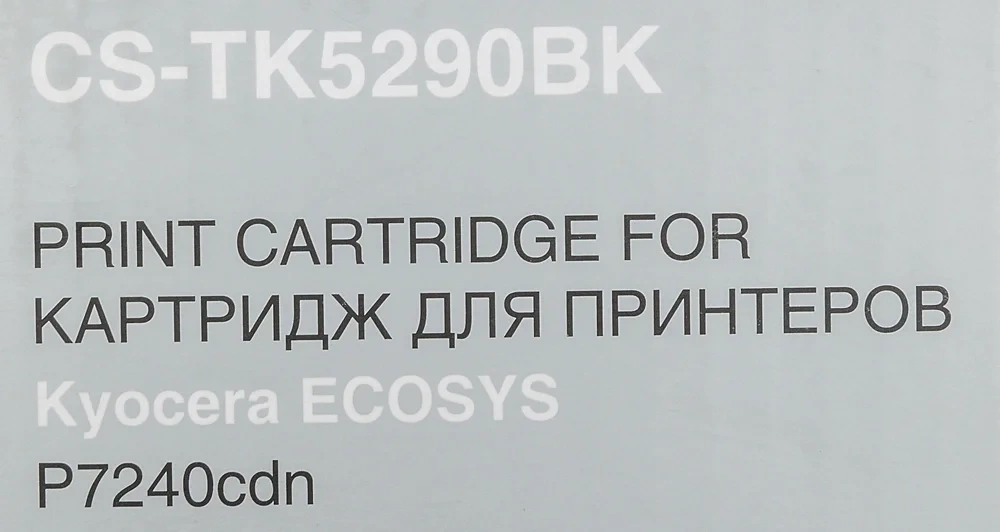 CS-TK5290BK
PRINT CARTRIDGE FOR
КАРТРИДЖ ДЛЯ ПРИНТЕРОВ
Kyocera ECOSYS
P7240cdn